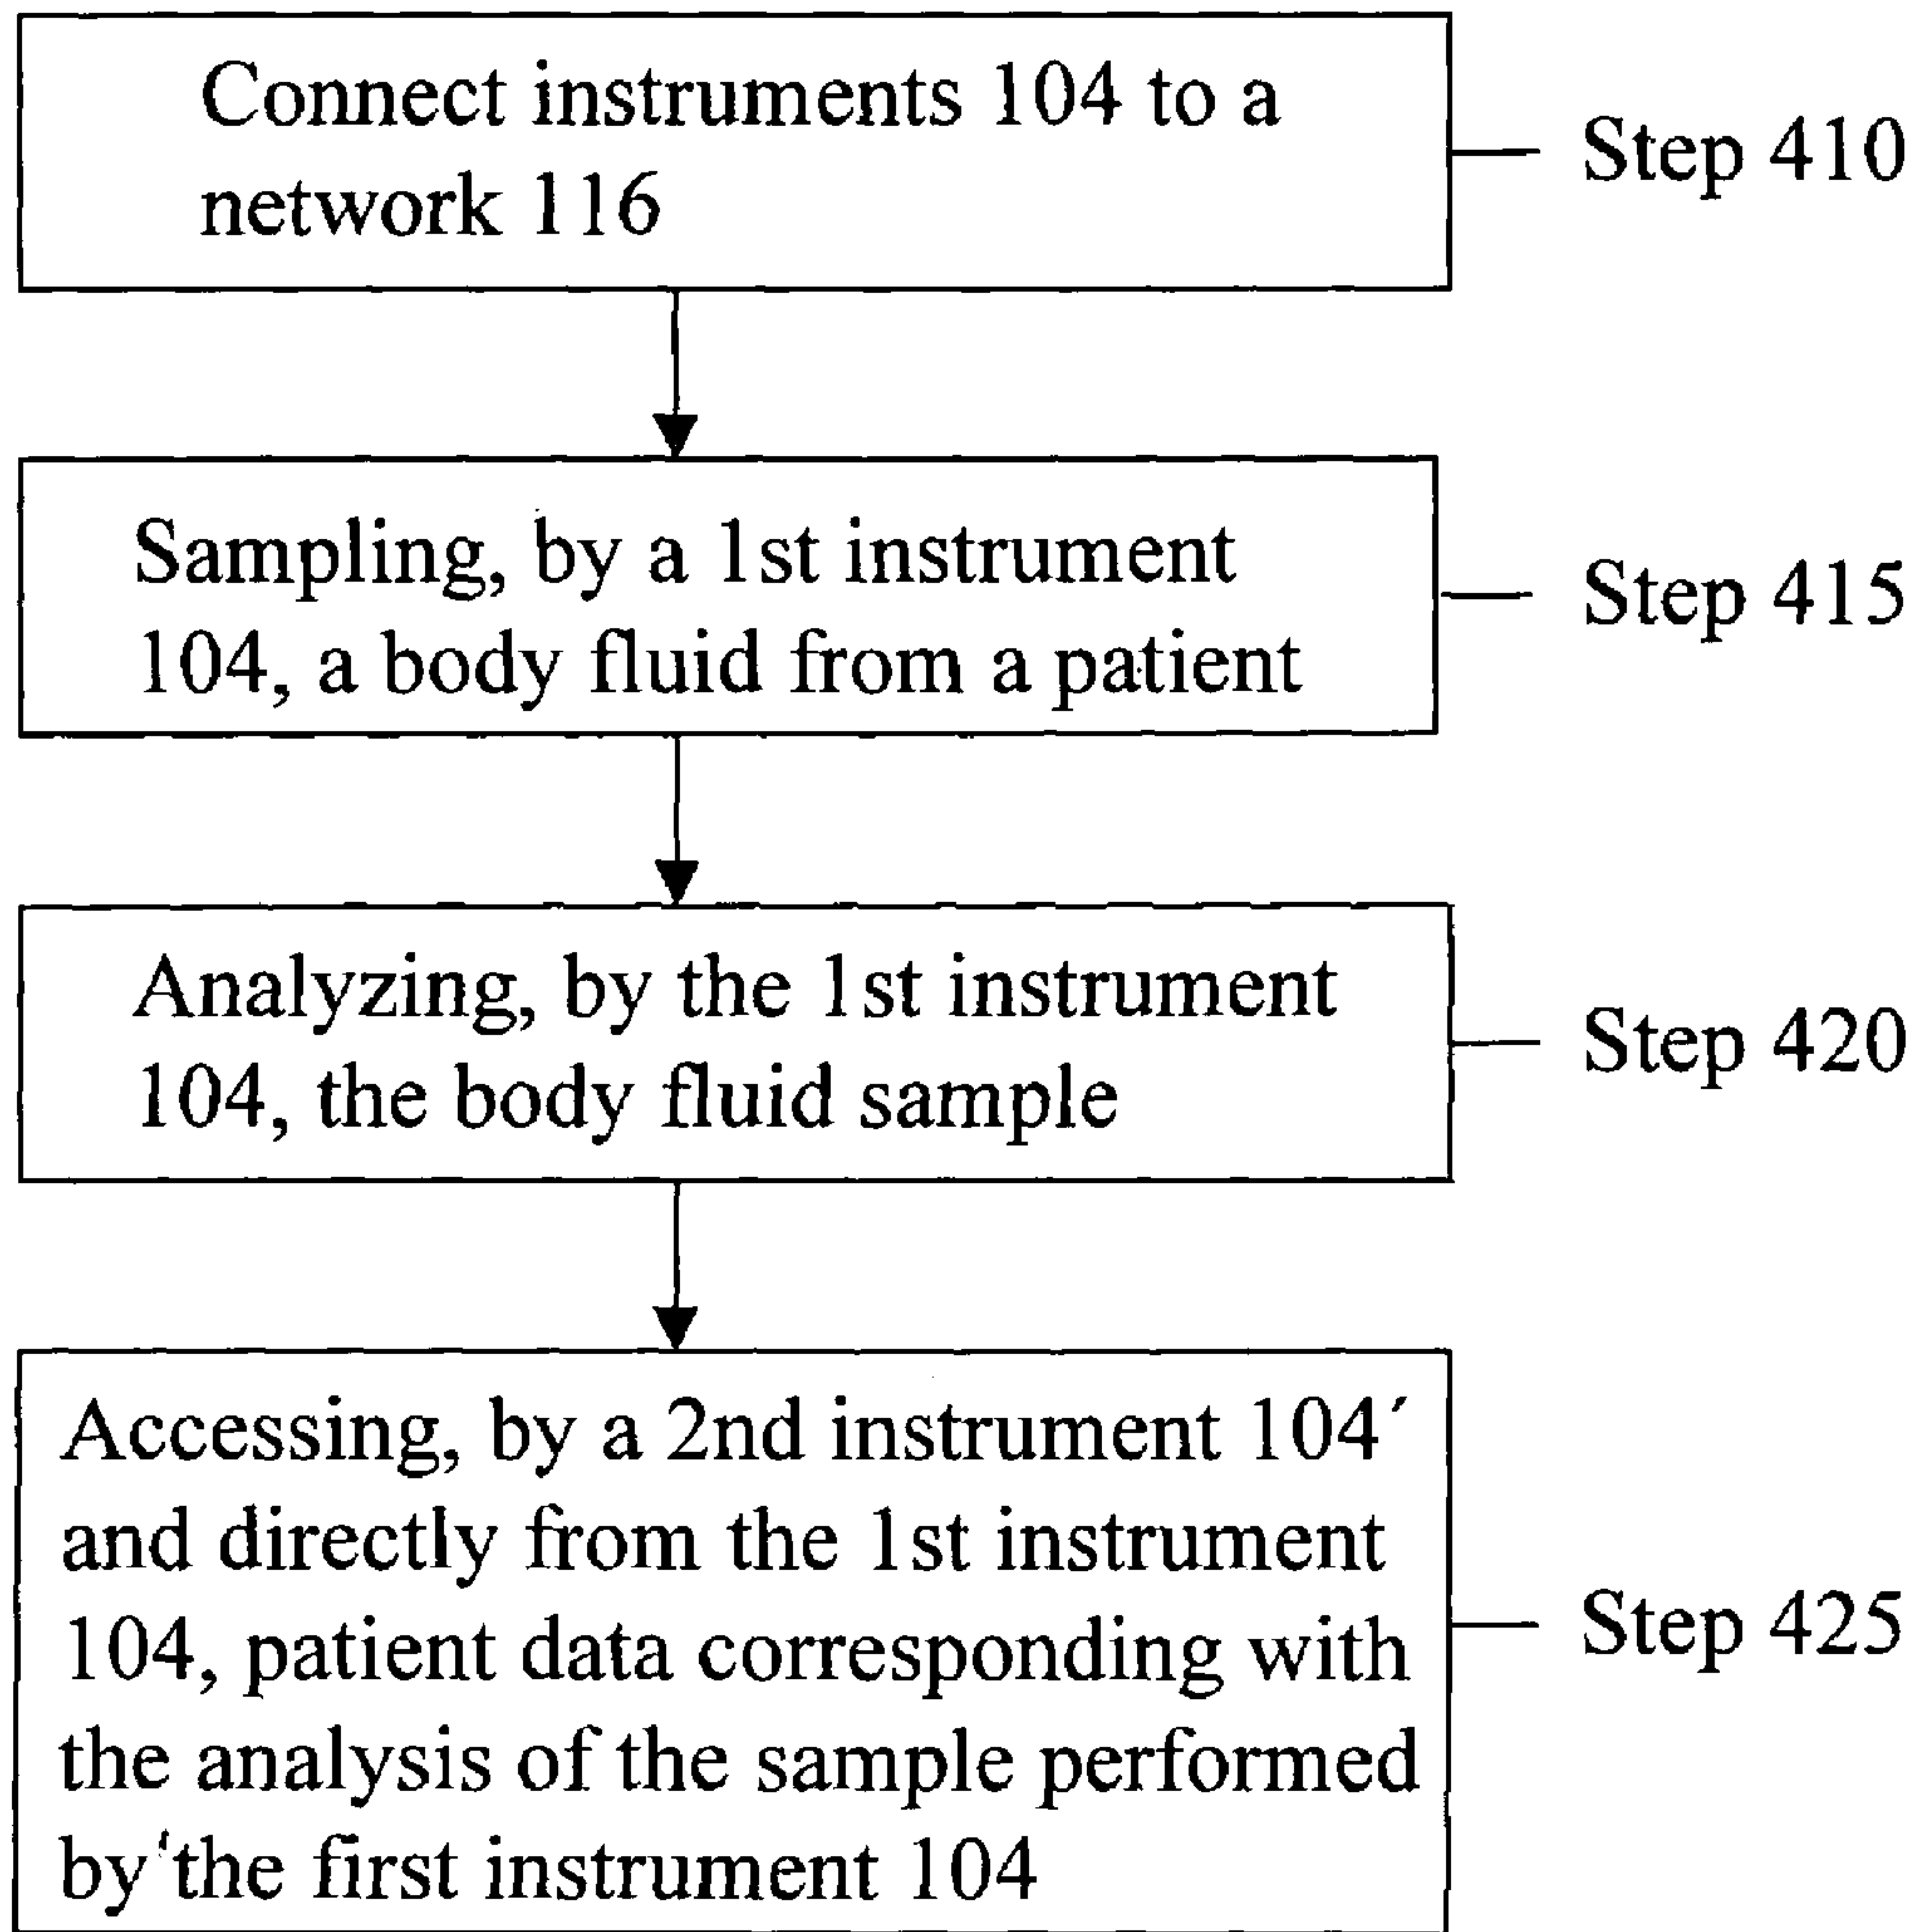 Connect instruments 104 to a
network 116
Step 410
Sampling, by a 1st instrument
104, a body fluid from a patient
Step 415
Analyzing, by the 1st instrument
104, the body fluid sample
Step 420
Accessing, by a 2nd instrument 104′
and directly from the 1st instrument
104, patient data corresponding with
the analysis of the sample performed
by the first instrument 104
Step 425